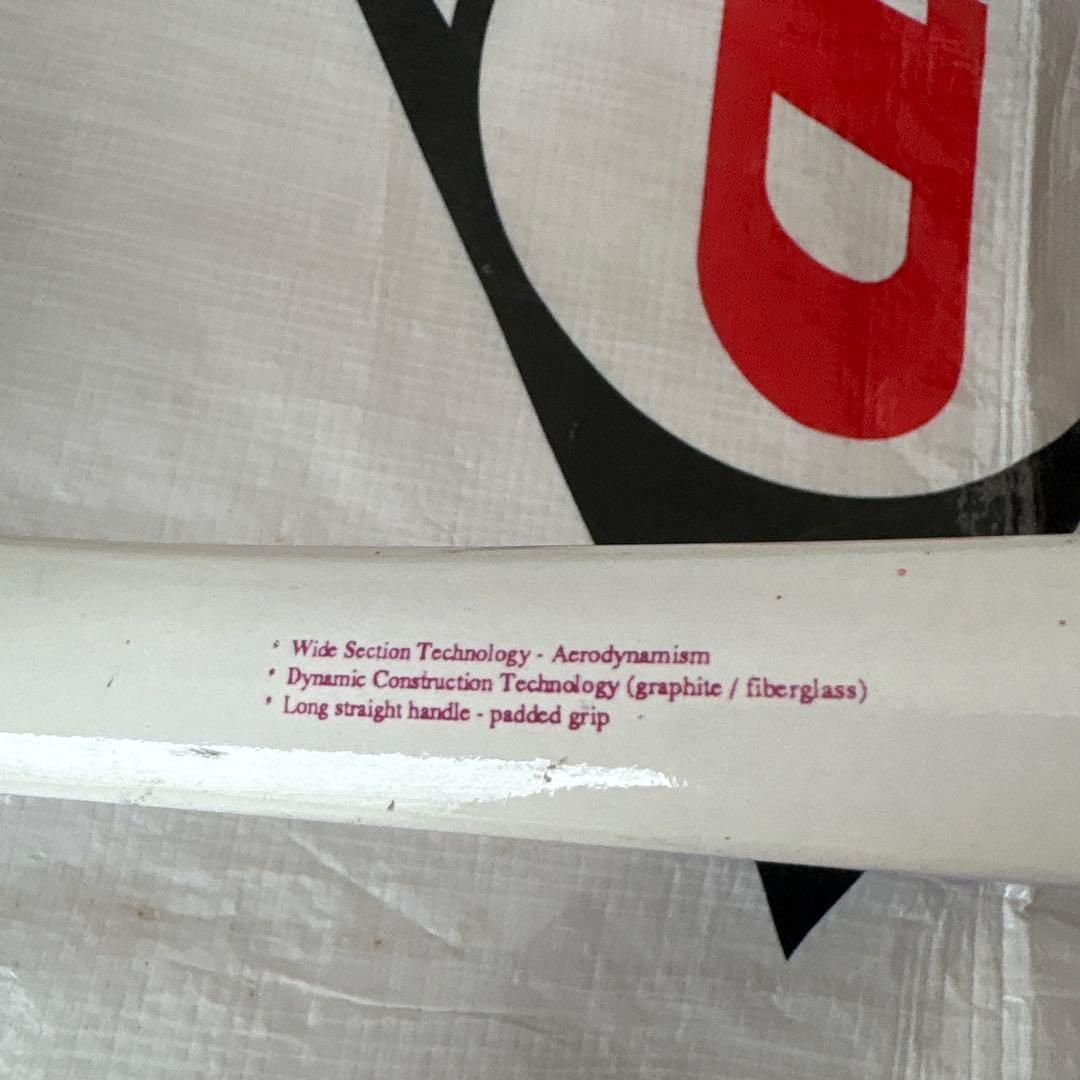 * Wide Section Technology - Aerodynamism
* Dynamic Construction Technology (graphite / fiberglass)
* Long straight handle - padded grip